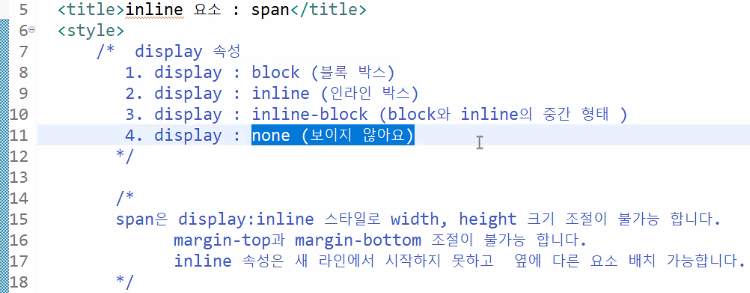 5 <title>inline 요소 : span</title>
6 <style>
7 /* display 속성
8 1. display : block (블록 박스)
9 2. display : inline (인라인 박스)
10 3. display : inline-block (block와 inline의 중간 형태 )
11 4. display : none (보이지 않아요)
12 */
13
14 /*
15 span은 display:inline 스타일로 width, height 크기 조절이 불가능 합니다.
16 margin-top과 margin-bottom 조절이 불가능 합니다.
17 inline 속성은 새 라인에서 시작하지 못하고 옆에 다른 요소 배치 가능합니다.
18 */